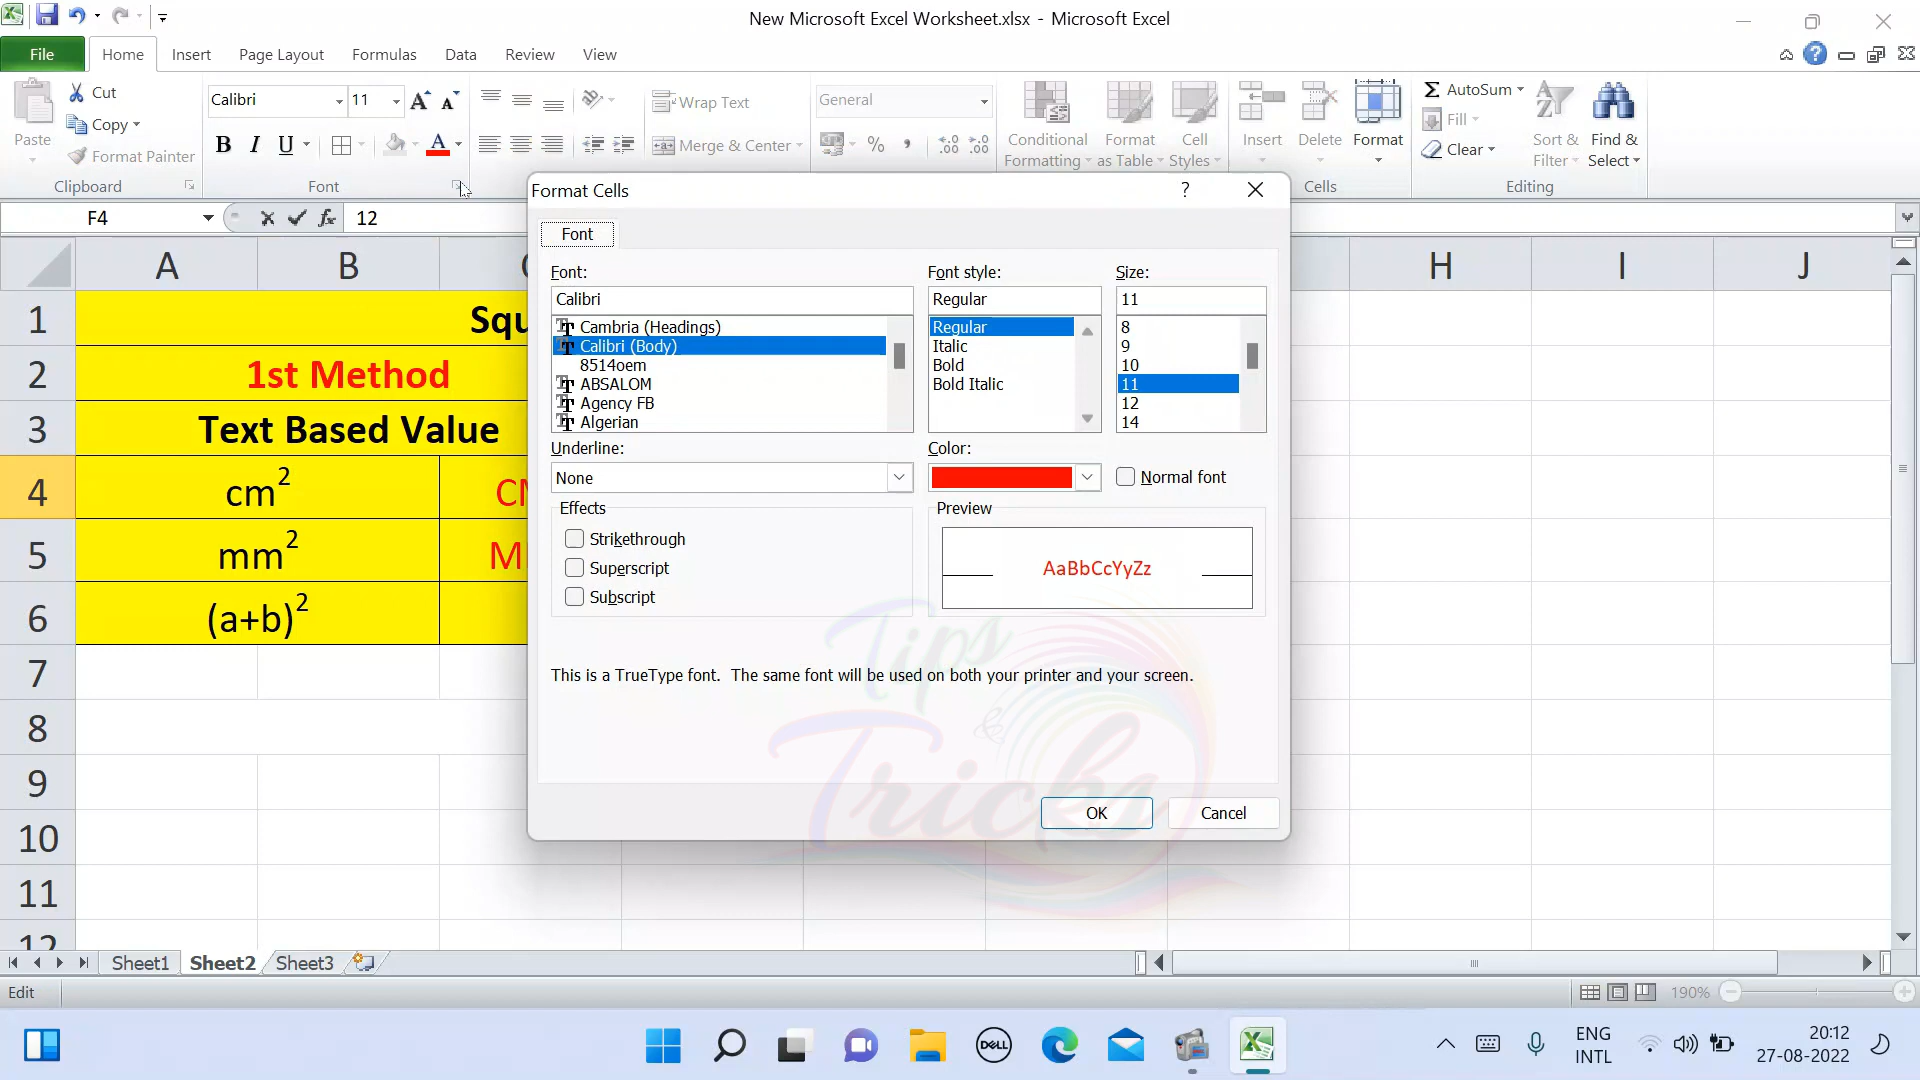 New Microsoft Excel Worksheet.xlsx - Microsoft Excel
File Home Insert Page Layout Formulas Data Review View
Paste
Cut
Copy
Format Painter
Clipboard
Calibri 11
B I U A
Font
Wrap Text
Merge & Center
General
%
Conditional Formatting
Format as Table
Cell Styles
Insert
Delete
Format
Cells
AutoSum
Fill
Clear
Sort & Filter
Find & Select
Editing
F4 fx 12
A B H I J
1 Squ
2 1st Method
3 Text Based Value
4 cm² CM
5 mm²
6 (a+b)²
7
8
9
10
11
12
Format Cells
?
Font
Font:
Calibri
Cambria (Headings)
Calibri (Body)
8514oem
ABSALOM
Agency FB
Algerian
Font style:
Regular
Regular
Italic
Bold
Bold Italic
Size:
11
8
9
10
11
12
14
Underline:
None
Color:
Normal font
Effects
Strikethrough
Superscript
Subscript
Preview
AaBbCcYyZz
This is a TrueType font. The same font will be used on both your printer and your screen.
Tips
&
Tricks
OK Cancel
Sheet1 Sheet2 Sheet3
Edit
190%
DELL
ENG
INTL
20:12
27-08-2022